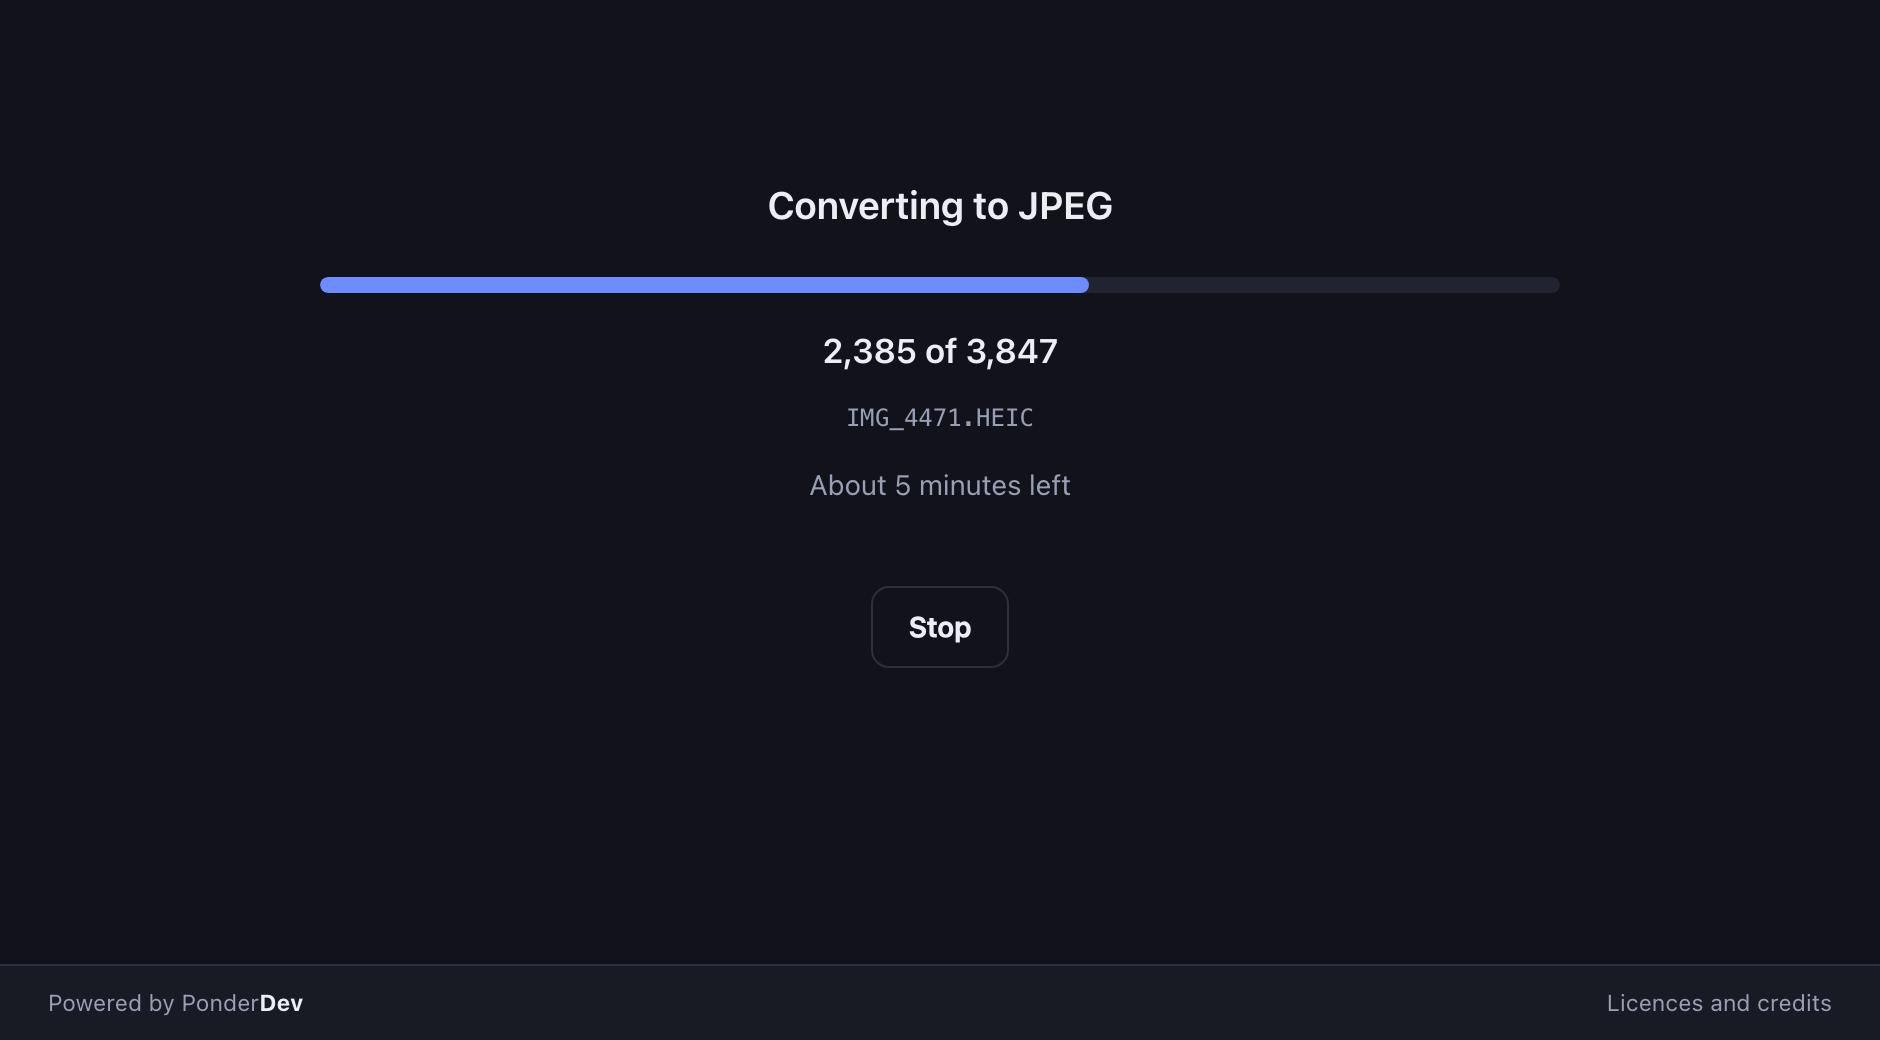 Converting to JPEG
2,385 of 3,847
IMG_4471.HEIC
About 5 minutes left
Stop
Powered by PonderDev
Licences and credits